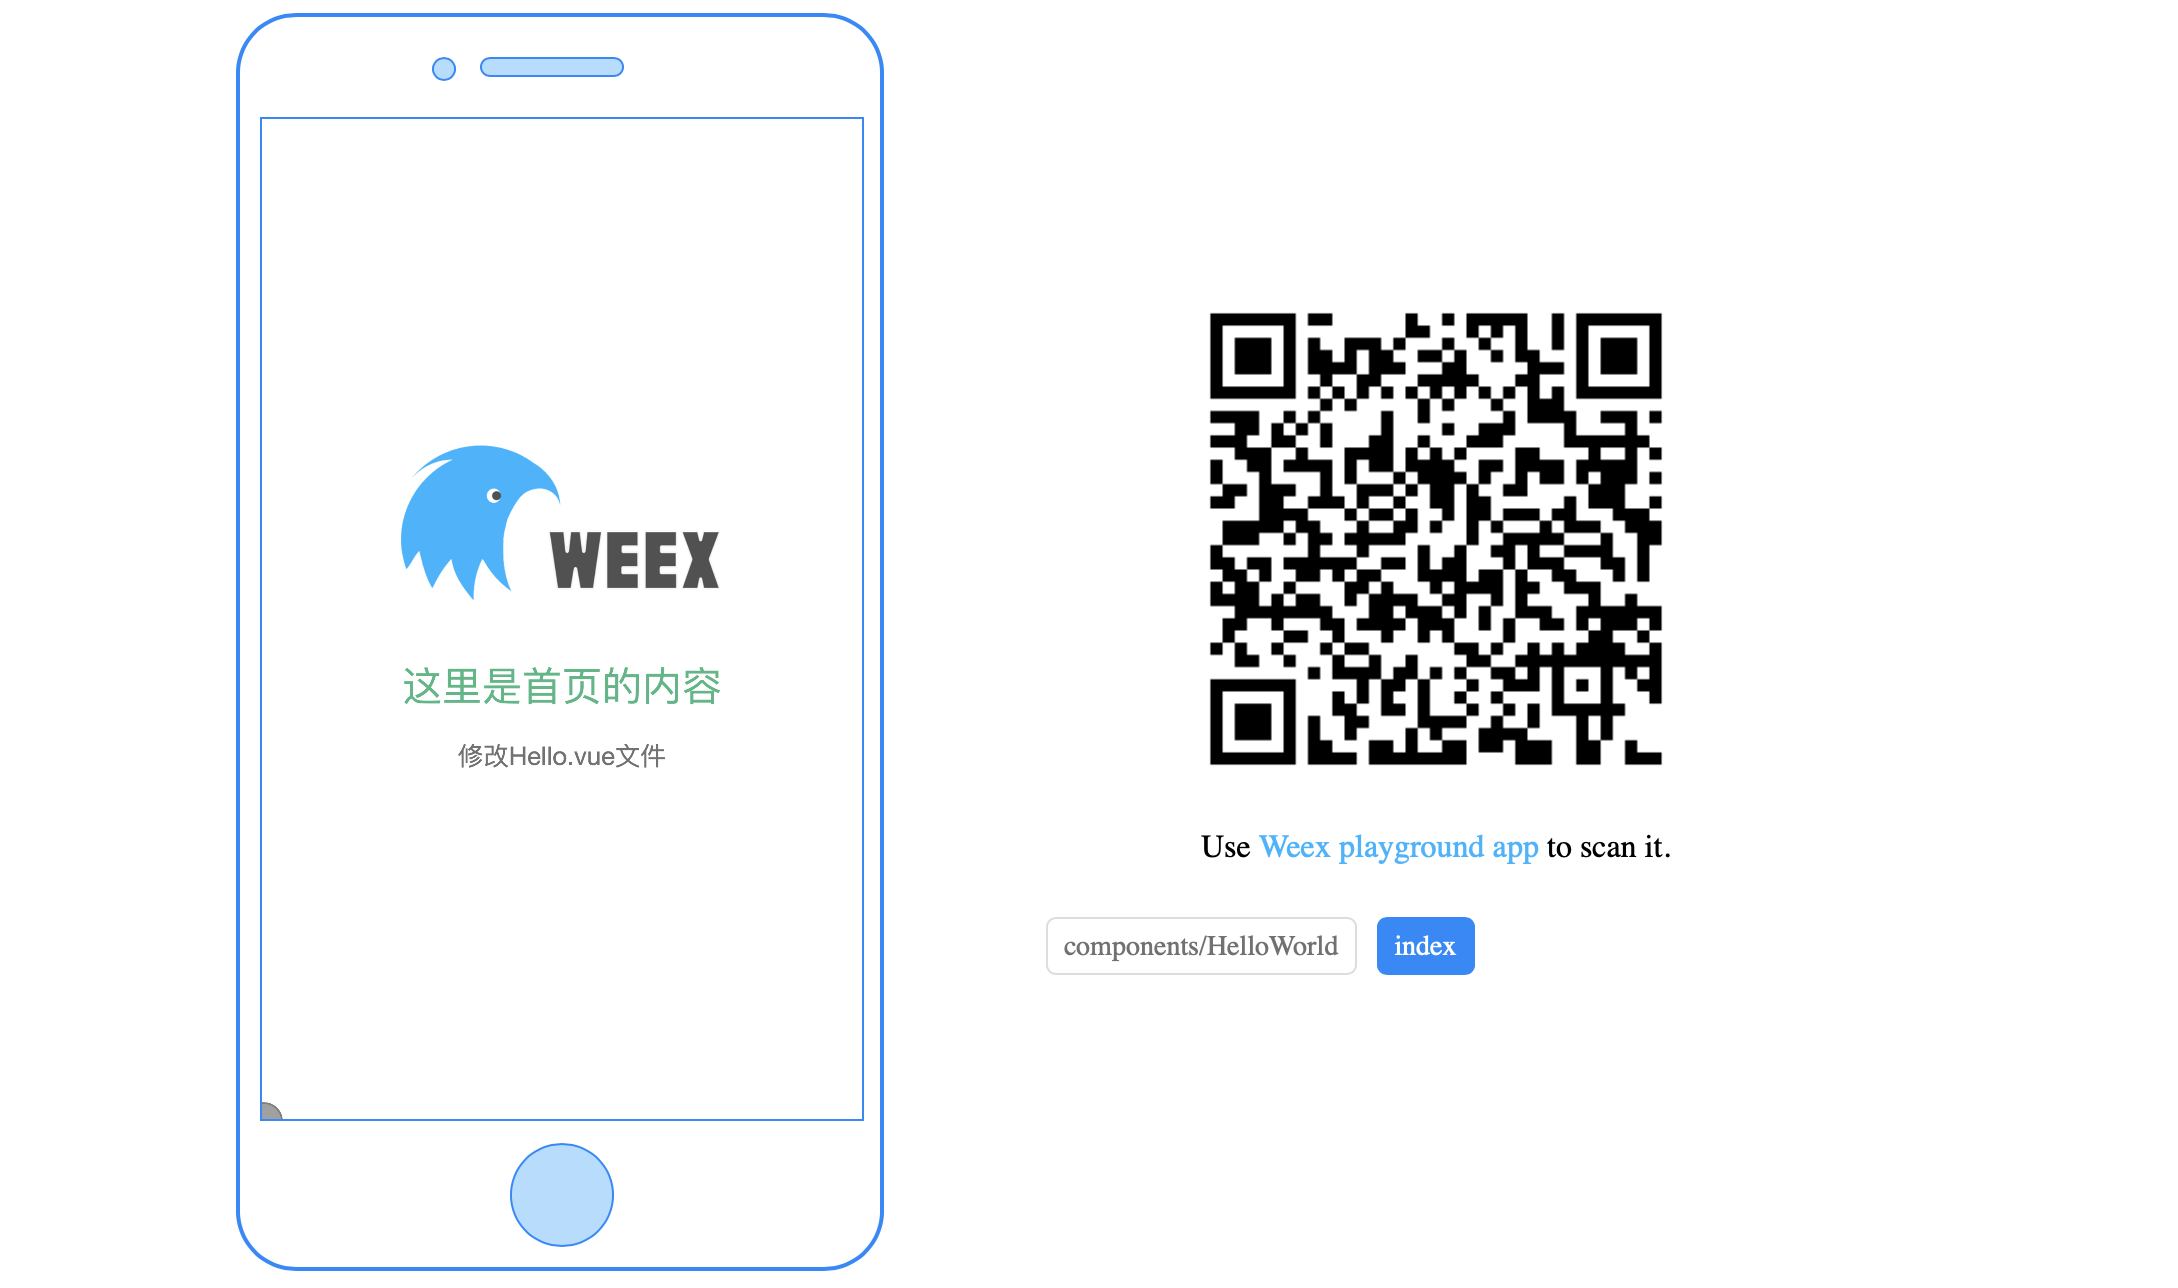 WEEX
这里是首页的内容
修改Hello.vue文件
Use Weex playground app to scan it.
components/HelloWorld
index